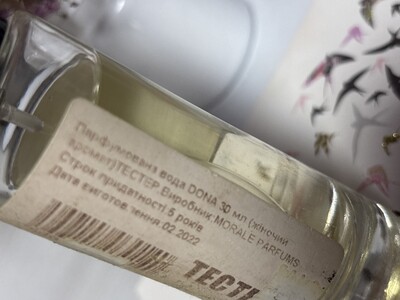 Парфумована вода DONA 30 мл (жіночий
аромат)ТЕСТЕР Виробник:MORALE PARFUMS
Строк придатності:5 років
Дата виготовлення:02.2022
ТЕСТ